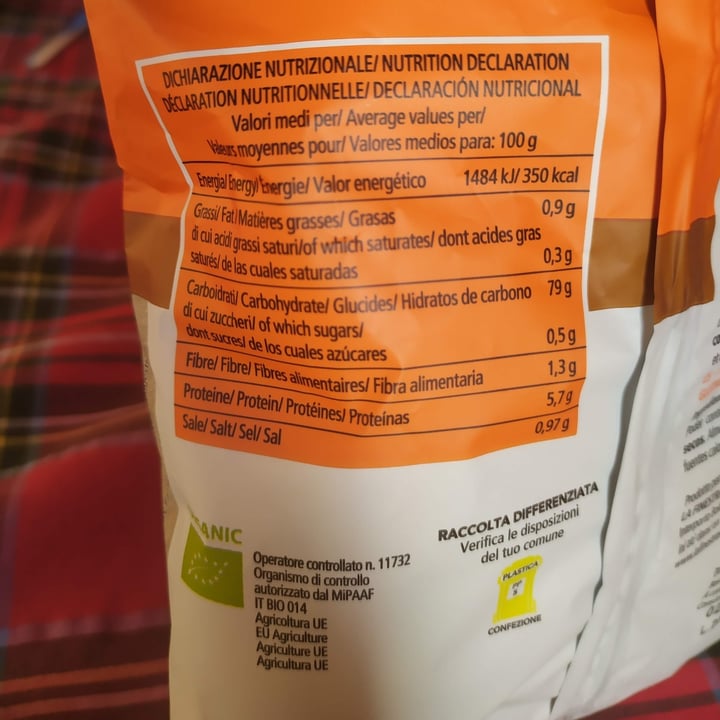 DICHIARAZIONE NUTRIZIONALE/ NUTRITION DECLARATION
DÉCLARATION NUTRITIONNELLE/ DECLARACIÓN NUTRICIONAL
Valori medi per/ Average values per/
Valeurs moyennes pour/ Valores medios para: 100 g
Energia/ Energy/ Énergie/ Valor energético 1484 kJ/ 350 kcal
Grassi/ Fat/ Matières grasses/ Grasas 0,9 g
di cui acidi grassi saturi/of which saturates/ dont acides gras
saturés/ de las cuales saturadas 0,3 g
Carboidrati/ Carbohydrate/ Glucides/ Hidratos de carbono 79 g
di cui zuccheri/ of which sugars/
dont sucres/ de los cuales azúcares 0,5 g
Fibre/ Fibre/ Fibres alimentaires/ Fibra alimentaria 1,3 g
Proteine/ Protein/ Protéines/ Proteínas 5,7 g
Sale/ Salt/ Sel/ Sal 0,97 g
ANIC
Operatore controllato n. 11732
Organismo di controllo
autorizzato dal MiPAAF
IT BIO 014
Agricoltura UE
EU Agriculture
Agriculture UE
Agricultura UE
RACCOLTA DIFFERENZIATA
Verifica le disposizioni
del tuo comune
PLASTICA
PP
5
CONFEZIONE
secos.